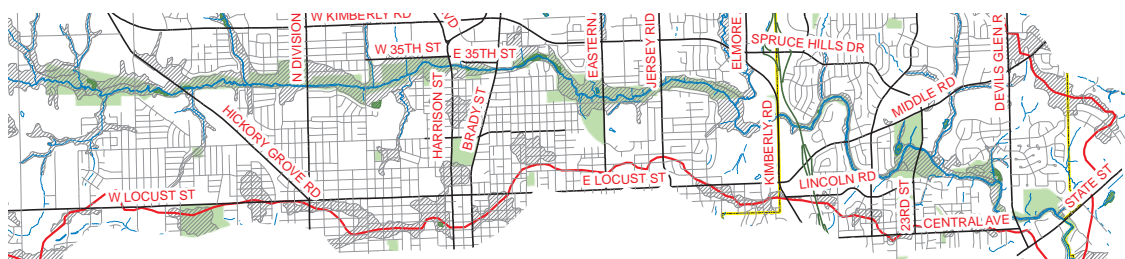 W KIMBERLY RD
VD
N DIVISION
W 35TH ST
E 35TH ST
EASTERN
JERSEY RID
ELMORE
SPRUCE HILLS DR
DEVILS GLEN R
MIDDLE RD
HARRISON ST
BRADY ST
HICKORY GROVE RD
KIMBERLY RD
W LOCUST ST
E LOCUST ST
LINCOLN RD
23RD ST
CENTRAL AVE
STATE ST